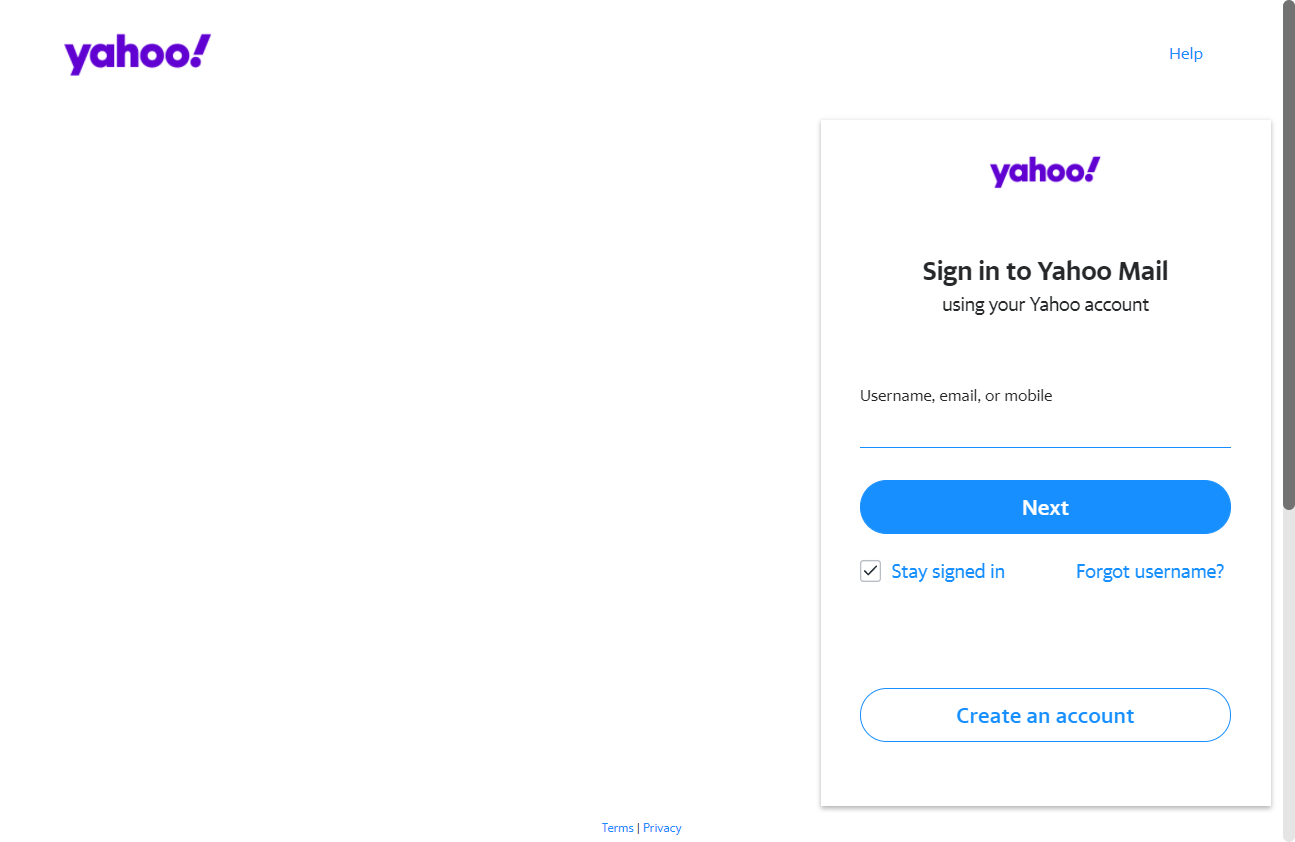 yahoo!
Help
yahoo!
Sign in to Yahoo Mail
using your Yahoo account
Username, email, or mobile
Next
Stay signed in
Forgot username?
Create an account
Terms | Privacy